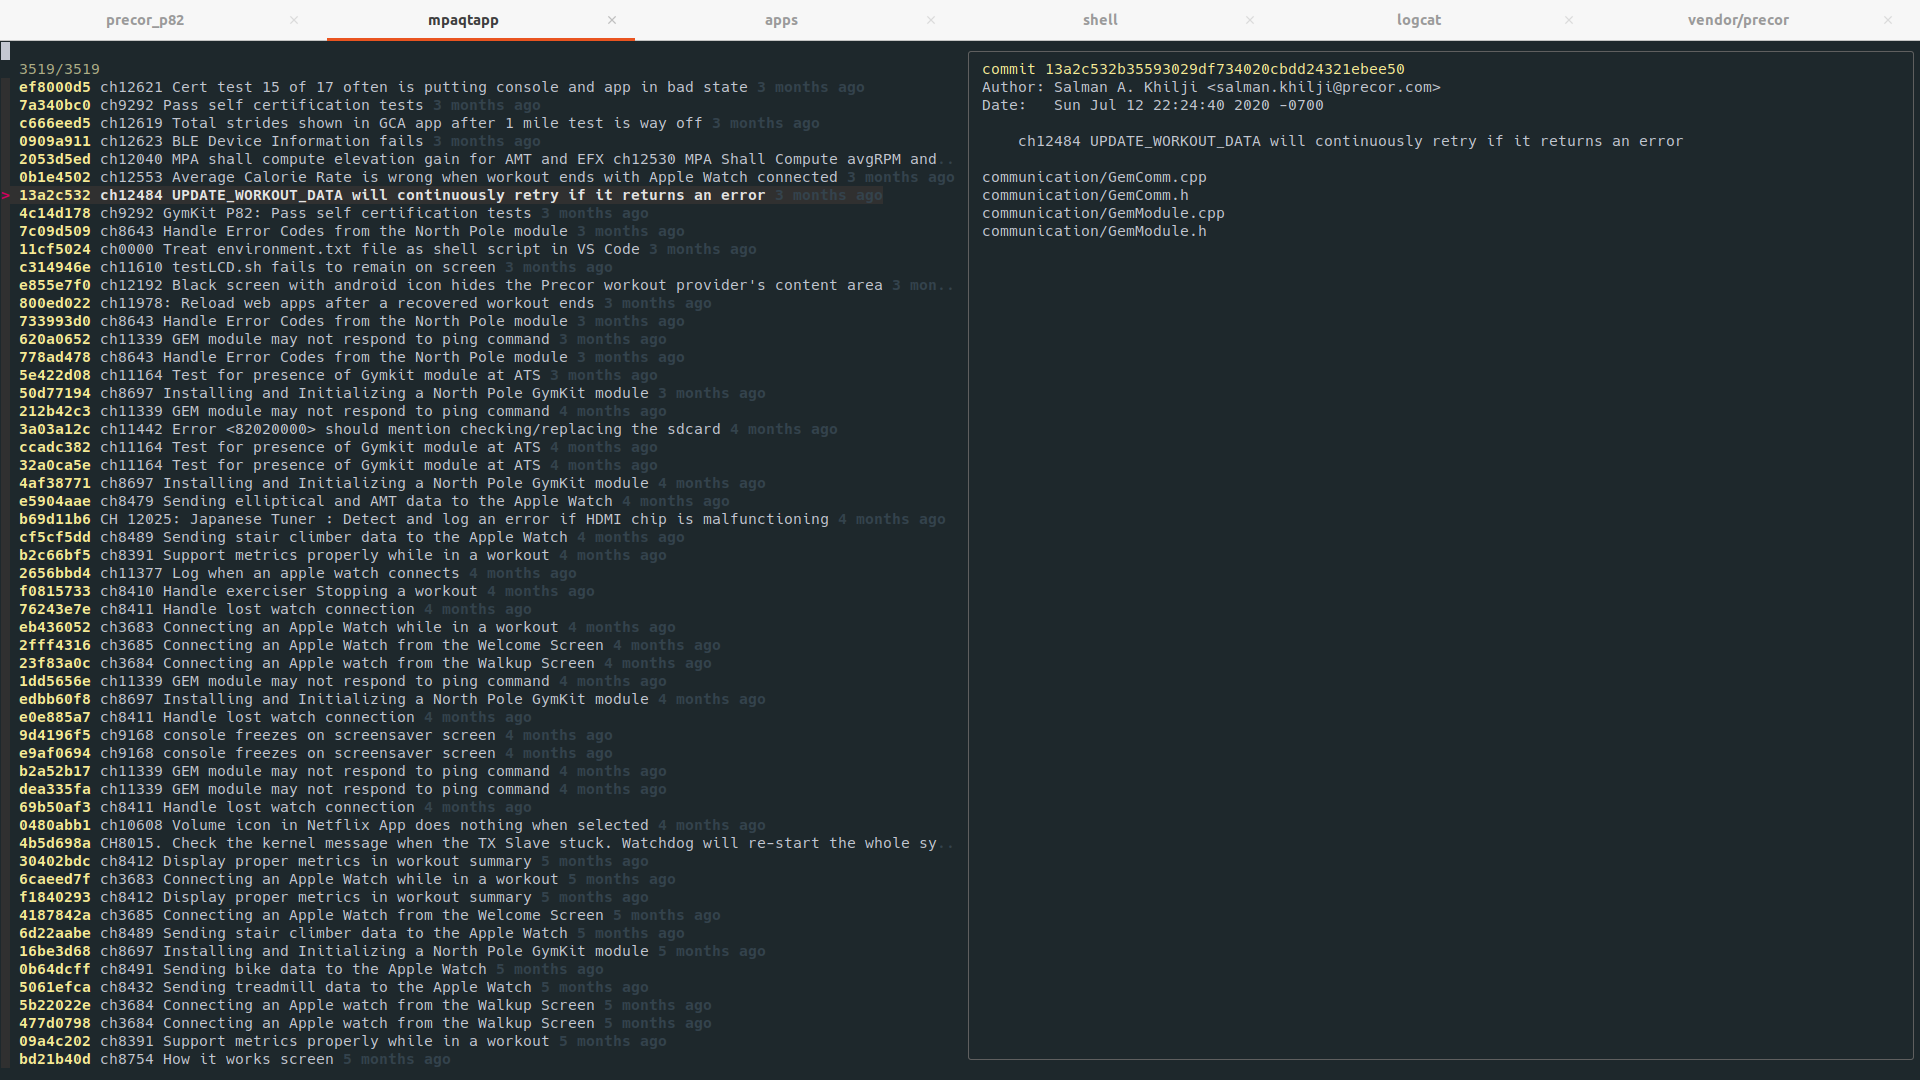 precor_p82 × mpaqtapp × apps × shell × logcat × vendor/precor ×
3519/3519
ef8000d5 ch12621 Cert test 15 of 17 often is putting console and app in bad state 3 months ago
7a340bc0 ch9292 Pass self certification tests 3 months ago
c666eed5 ch12619 Total strides shown in GCA app after 1 mile test is way off 3 months ago
0909a911 ch12623 BLE Device Information fails 3 months ago
2053d5ed ch12040 MPA shall compute elevation gain for AMT and EFX ch12530 MPA Shall Compute avgRPM and..
0b1e4502 ch12553 Average Calorie Rate is wrong when workout ends with Apple Watch connected 3 months ago
> 13a2c532 ch12484 UPDATE_WORKOUT_DATA will continuously retry if it returns an error 3 months ago
4c14d178 ch9292 GymKit P82: Pass self certification tests 3 months ago
7c09d509 ch8643 Handle Error Codes from the North Pole module 3 months ago
11cf5024 ch0000 Treat environment.txt file as shell script in VS Code 3 months ago
c314946e ch11610 testLCD.sh fails to remain on screen 3 months ago
e855e7f0 ch12192 Black screen with android icon hides the Precor workout provider's content area 3 mon..
800ed022 ch11978: Reload web apps after a recovered workout ends 3 months ago
733993d0 ch8643 Handle Error Codes from the North Pole module 3 months ago
620a0652 ch11339 GEM module may not respond to ping command 3 months ago
778ad478 ch8643 Handle Error Codes from the North Pole module 3 months ago
5e422d08 ch11164 Test for presence of Gymkit module at ATS 3 months ago
50d77194 ch8697 Installing and Initializing a North Pole GymKit module 3 months ago
212b42c3 ch11339 GEM module may not respond to ping command 4 months ago
3a03a12c ch11442 Error <82020000> should mention checking/replacing the sdcard 4 months ago
ccadc382 ch11164 Test for presence of Gymkit module at ATS 4 months ago
32a0ca5e ch11164 Test for presence of Gymkit module at ATS 4 months ago
4af38771 ch8697 Installing and Initializing a North Pole GymKit module 4 months ago
e5904aae ch8479 Sending elliptical and AMT data to the Apple Watch 4 months ago
b69d11b6 CH 12025: Japanese Tuner : Detect and log an error if HDMI chip is malfunctioning 4 months ago
cf5cf5dd ch8489 Sending stair climber data to the Apple Watch 4 months ago
b2c66bf5 ch8391 Support metrics properly while in a workout 4 months ago
2656bbd4 ch11377 Log when an apple watch connects 4 months ago
f0815733 ch8410 Handle exerciser Stopping a workout 4 months ago
76243e7e ch8411 Handle lost watch connection 4 months ago
eb436052 ch3683 Connecting an Apple Watch while in a workout 4 months ago
2fff4316 ch3685 Connecting an Apple Watch from the Welcome Screen 4 months ago
23f83a0c ch3684 Connecting an Apple watch from the Walkup Screen 4 months ago
1dd5656e ch11339 GEM module may not respond to ping command 4 months ago
edbb60f8 ch8697 Installing and Initializing a North Pole GymKit module 4 months ago
e0e885a7 ch8411 Handle lost watch connection 4 months ago
9d4196f5 ch9168 console freezes on screensaver screen 4 months ago
e9af0694 ch9168 console freezes on screensaver screen 4 months ago
b2a52b17 ch11339 GEM module may not respond to ping command 4 months ago
dea335fa ch11339 GEM module may not respond to ping command 4 months ago
69b50af3 ch8411 Handle lost watch connection 4 months ago
0480abb1 ch10608 Volume icon in Netflix App does nothing when selected 4 months ago
4b5d698a CH8015. Check the kernel message when the TX Slave stuck. Watchdog will re-start the whole sy..
30402bdc ch8412 Display proper metrics in workout summary 5 months ago
6caeed7f ch3683 Connecting an Apple Watch while in a workout 5 months ago
f1840293 ch8412 Display proper metrics in workout summary 5 months ago
4187842a ch3685 Connecting an Apple Watch from the Welcome Screen 5 months ago
6d22aabe ch8489 Sending stair climber data to the Apple Watch 5 months ago
16be3d68 ch8697 Installing and Initializing a North Pole GymKit module 5 months ago
0b64dcff ch8491 Sending bike data to the Apple Watch 5 months ago
5061efca ch8432 Sending treadmill data to the Apple Watch 5 months ago
5b22022e ch3684 Connecting an Apple watch from the Walkup Screen 5 months ago
477d0798 ch3684 Connecting an Apple watch from the Walkup Screen 5 months ago
09a4c202 ch8391 Support metrics properly while in a workout 5 months ago
bd21b40d ch8754 How it works screen 5 months ago
commit 13a2c532b35593029df734020cbdd24321ebee50
Author: Salman A. Khilji <salman.khilji@precor.com>
Date:   Sun Jul 12 22:24:40 2020 -0700
ch12484 UPDATE_WORKOUT_DATA will continuously retry if it returns an error
communication/GemComm.cpp
communication/GemComm.h
communication/GemModule.cpp
communication/GemModule.h